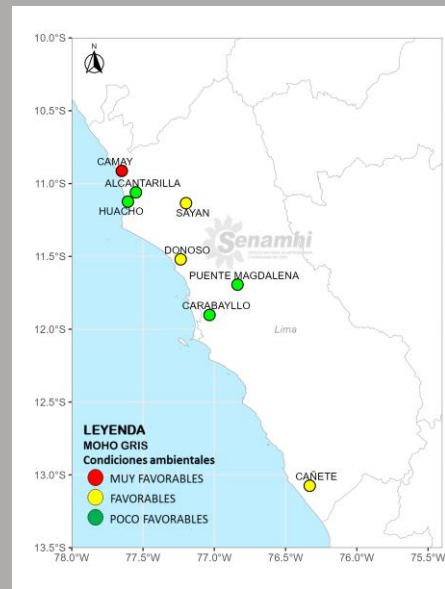 10.0°S
N
10.5°S
CAMAY
ALCANTARILLA
11.0°S
HUACHO
SAYAN
Senamhi
DONOSO
11.5°S
PUENTE MAGDALENA
CARABAYLLO
12.0°S
Lima
12.5°S
LEYENDA
MOHO GRIS
Condiciones ambientales
MUY FAVORABLES
FAVORABLES
POCO FAVORABLES
CAÑETE
13.0°S
13.5°S
78.0°W 77.5°W 77.0°W 76.5°W 76.0°W 75.5°W